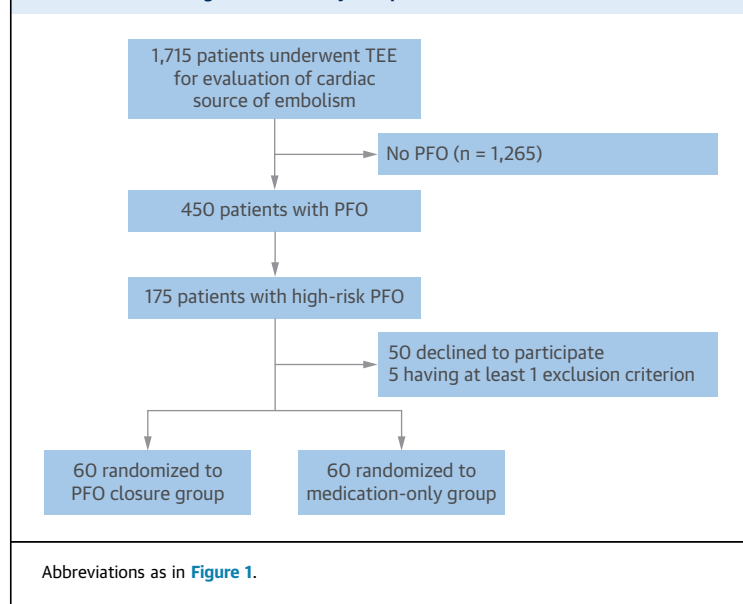 1,715 patients underwent TEE
for evaluation of cardiac
source of embolism
No PFO (n = 1,265)
450 patients with PFO
175 patients with high-risk PFO
50 declined to participate
5 having at least 1 exclusion criterion
60 randomized to
PFO closure group
60 randomized to
medication-only group
Abbreviations as in Figure 1.